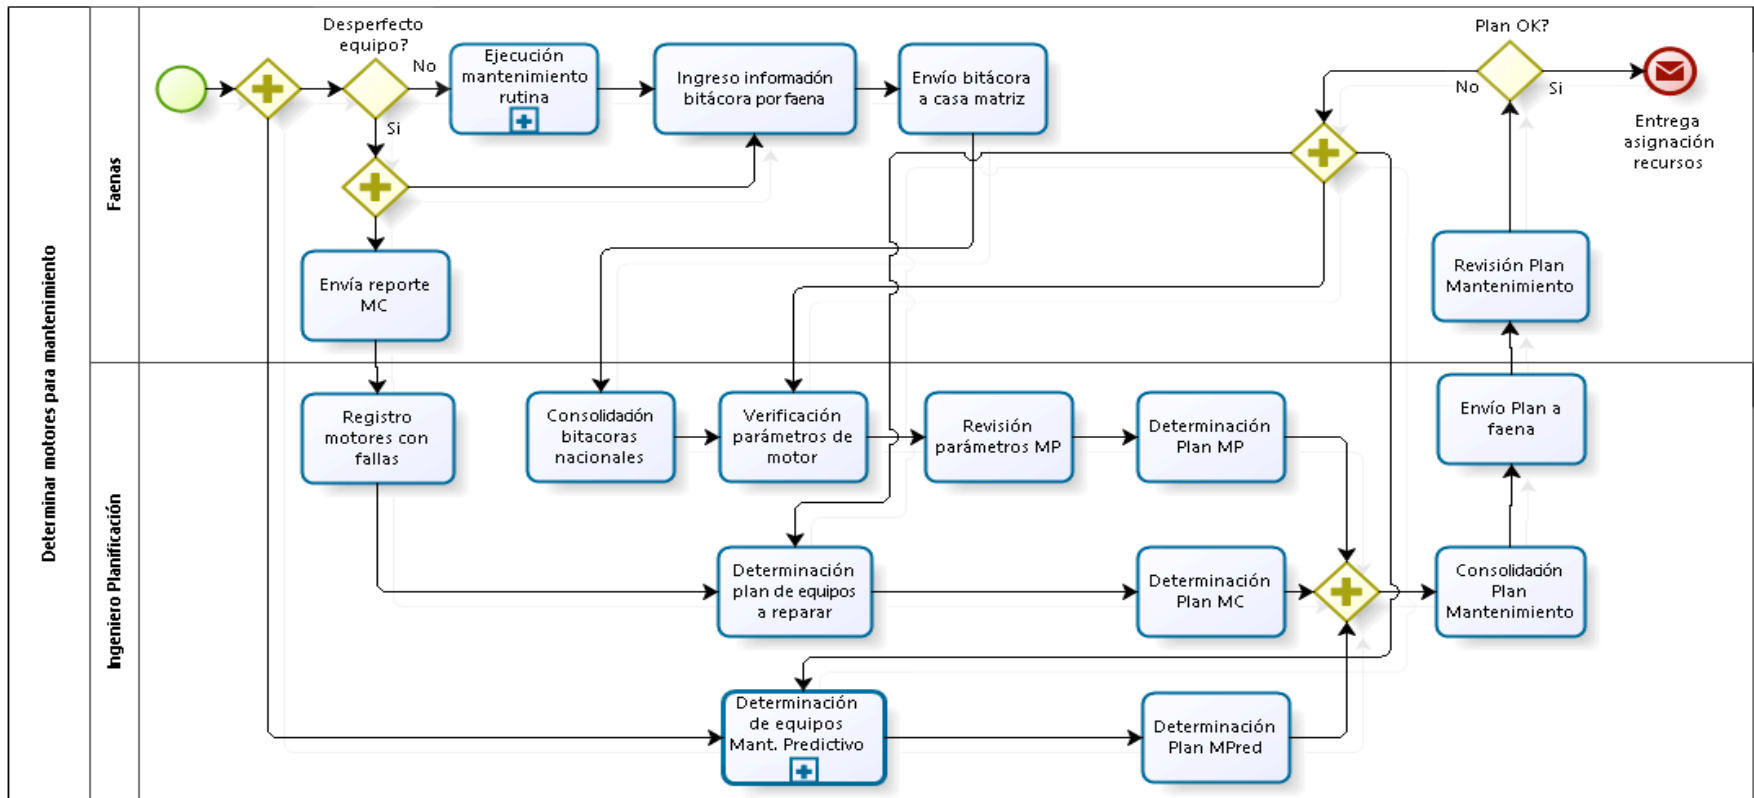 Determinar motores para mantenimiento
Faenas
Desperfecto
equipo?
No
Si
Ejecución
mantenimiento
rutina
Ingreso información
bitácora por faena
Envío bitácora
a casa matriz
Plan OK?
No
Si
Entrega
asignación
recursos
Envía reporte
MC
Revisión Plan
Mantenimiento
Ingeniero Planificación
Registro
motores con
fallas
Consolidación
bitacoras
nacionales
Verificación
parámetros de
motor
Revisión
parámetros MP
Determinación
Plan MP
Envío Plan a
faena
Determinación
plan de equipos
a reparar
Determinación
Plan MC
Consolidación
Plan
Mantenimiento
Determinación
de equipos
Mant. Predictivo
Determinación
Plan MPred